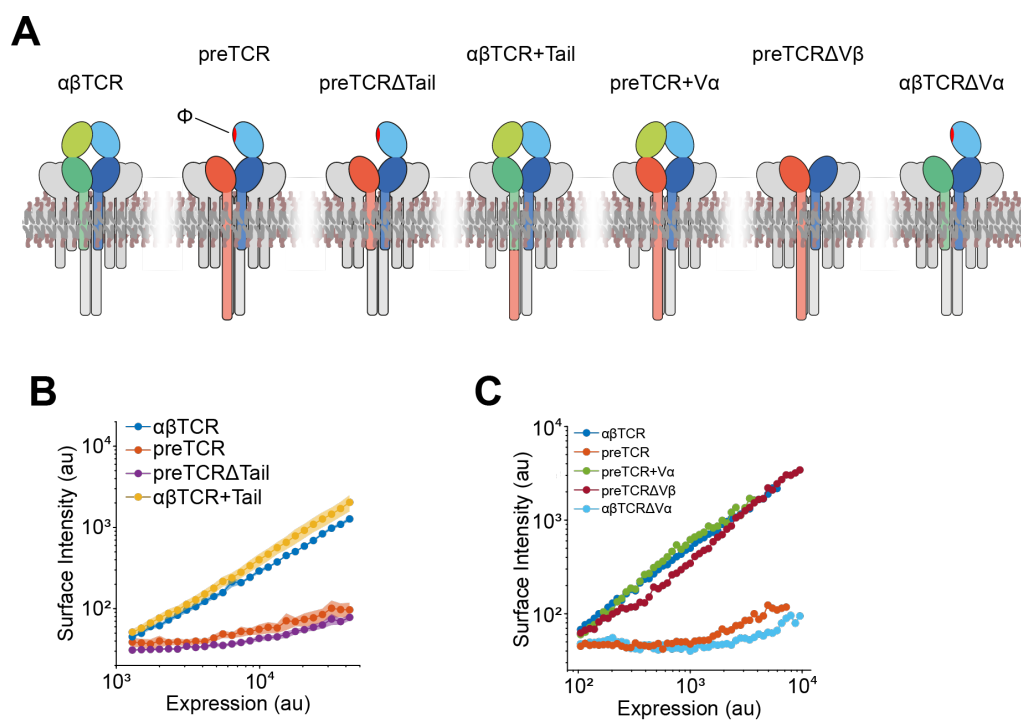 A
αβTCR
preTCR
preTCRΔTail
αβTCR+Tail
preTCR+Vα
preTCRΔVβ
αβTCRΔVα
Φ
B
αβTCR
preTCR
preTCRΔTail
αβTCR+Tail
Surface Intensity (au)
10⁴
10³
10²
10³
10⁴
Expression (au)
C
αβTCR
preTCR
preTCR+Vα
preTCRΔVβ
αβTCRΔVα
Surface Intensity (au)
10⁴
10³
10²
10²
10³
10⁴
Expression (au)